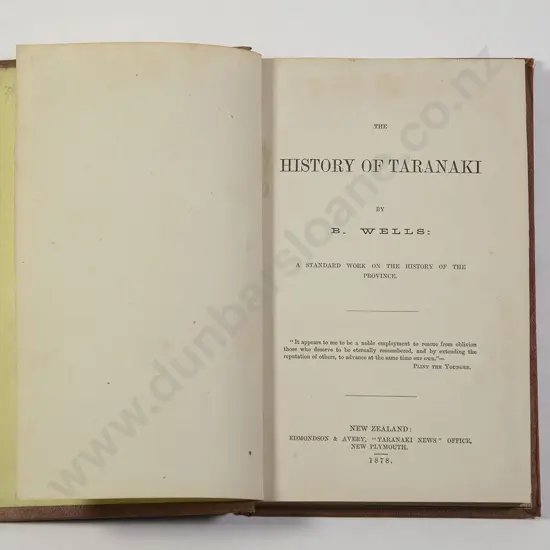 THE
HISTORY OF TARANAKI
BY
B. WELLS:
A STANDARD WORK ON THE HISTORY OF THE
PROVINCE.
"It appears to me to be a noble employment to rescue from oblivion
those who deserve to be eternally remembered, and by extending the
reputation of others, to advance at the same time our own,"—
PLINY THE YOUNGER.
NEW ZEALAND:
EDMONDSON & AVERY, "TARANAKI NEWS" OFFICE,
NEW PLYMOUTH.
1878.
www.dunbarsloane.co.nz